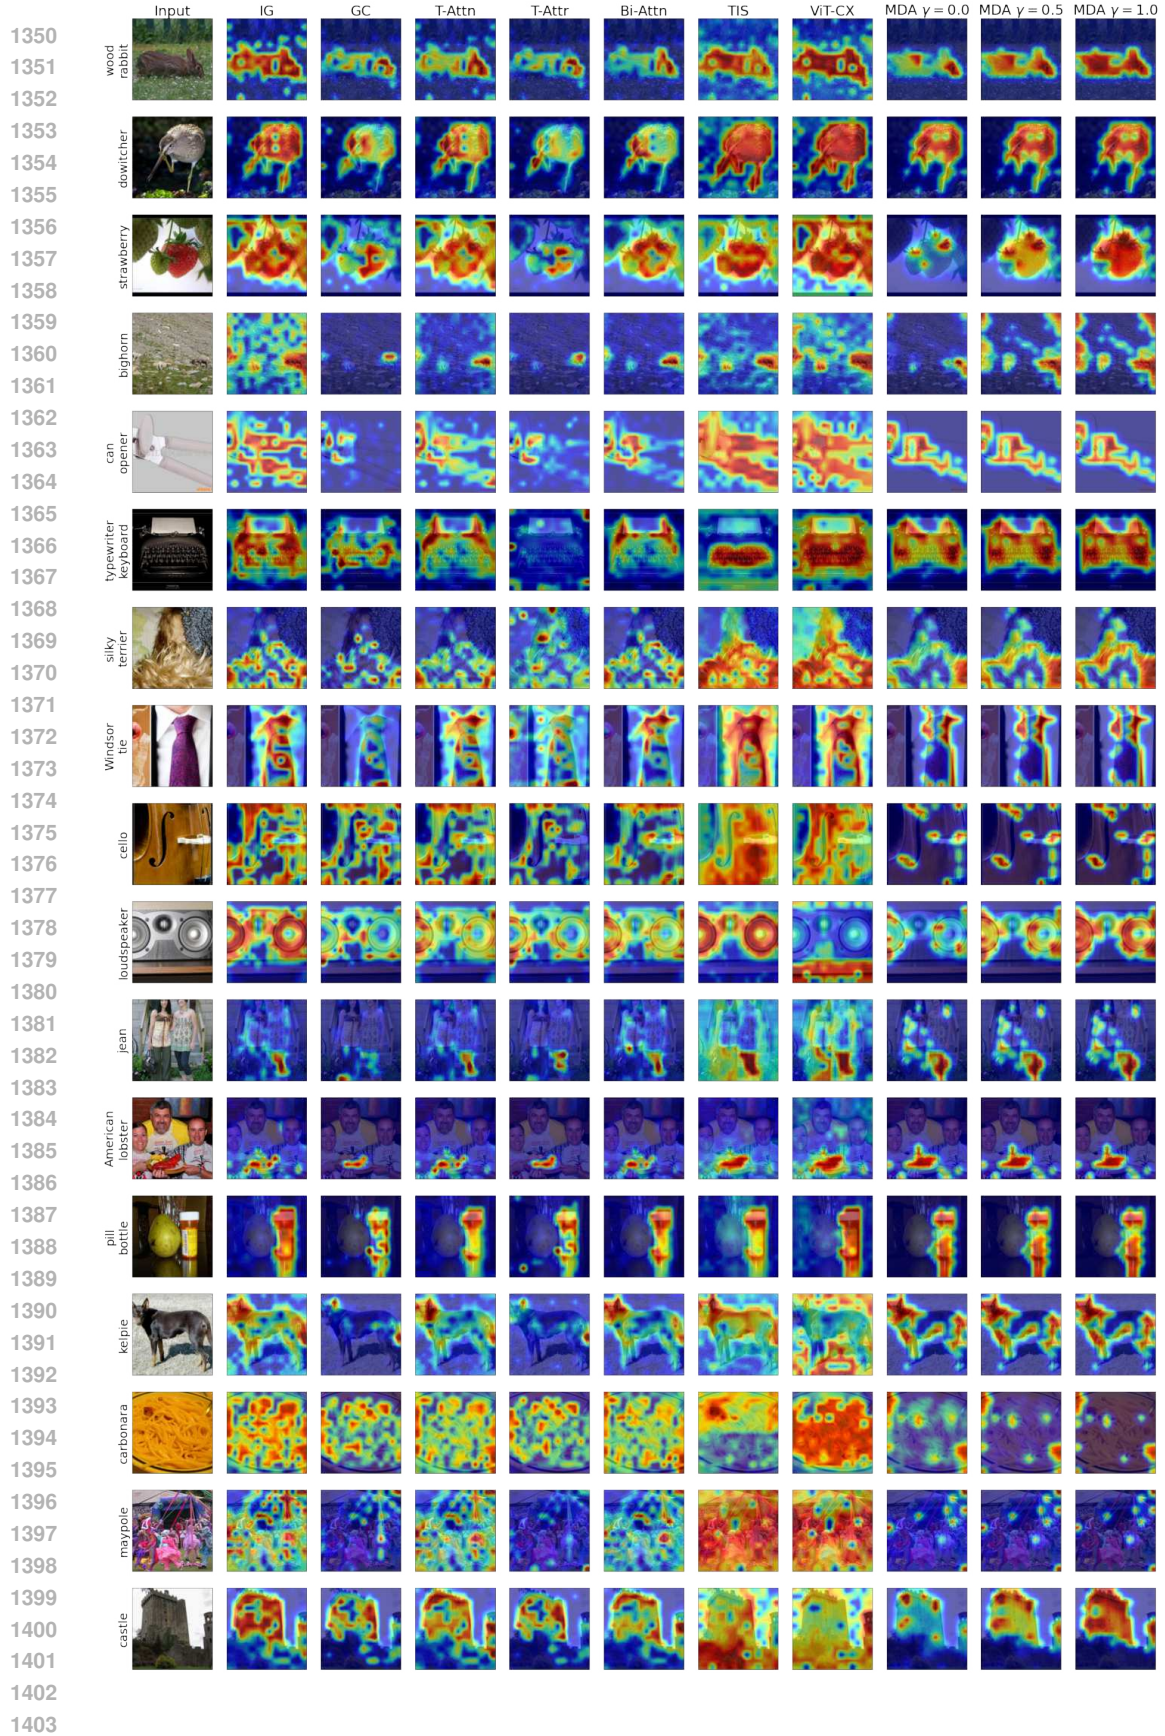 Input IG GC T-Attn T-Attr Bi-Attn TIS ViT-CX MDA γ = 0.0 MDA γ = 0.5 MDA γ = 1.0
1350
1351
1352
wood
rabbit
1353
1354
1355
dowitcher
1356
1357
1358
strawberry
1359
1360
1361
bighorn
1362
1363
1364
can
opener
1365
1366
1367
typewriter
keyboard
1368
1369
1370
silky
terrier
1371
1372
1373
Windsor
tie
1374
1375
1376
cello
1377
1378
1379
loudspeaker
1380
1381
1382
jean
1383
1384
1385
American
lobster
1386
1387
1388
pill
bottle
1389
1390
1391
kelpie
1392
1393
1394
carbonara
1395
1396
1397
maypole
1398
1399
1400
castle
1401
1402
1403